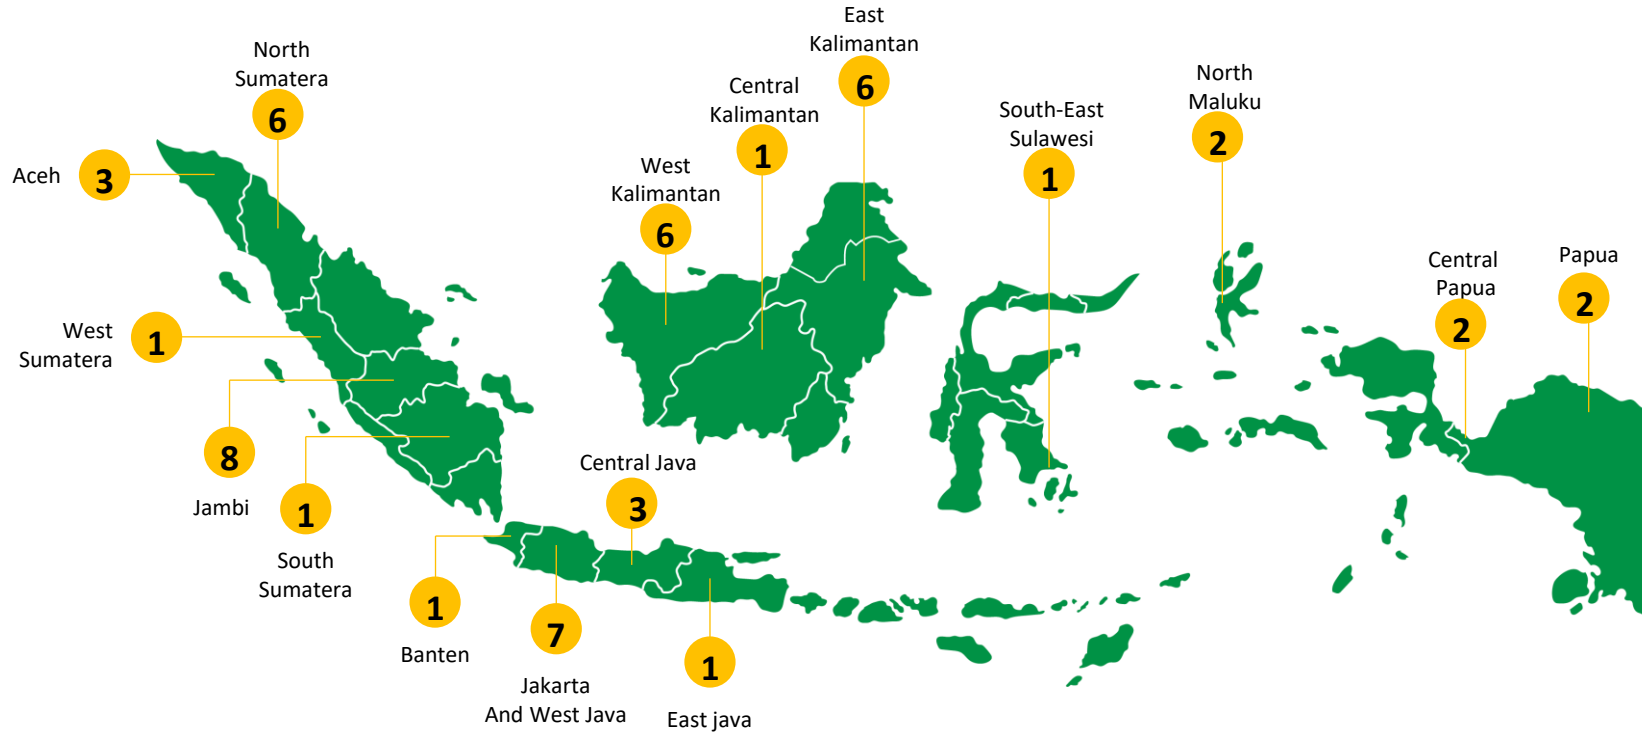 East
Kalimantan
6
North
Sumatera
6
Central
Kalimantan
1
North
Maluku
2
South-East
Sulawesi
1
Aceh
3
West
Kalimantan
6
Central
Papua
2
Papua
2
West
Sumatera
1
8
Jambi
1
South
Sumatera
Central Java
3
1
Banten
7
Jakarta
And West Java
1
East java